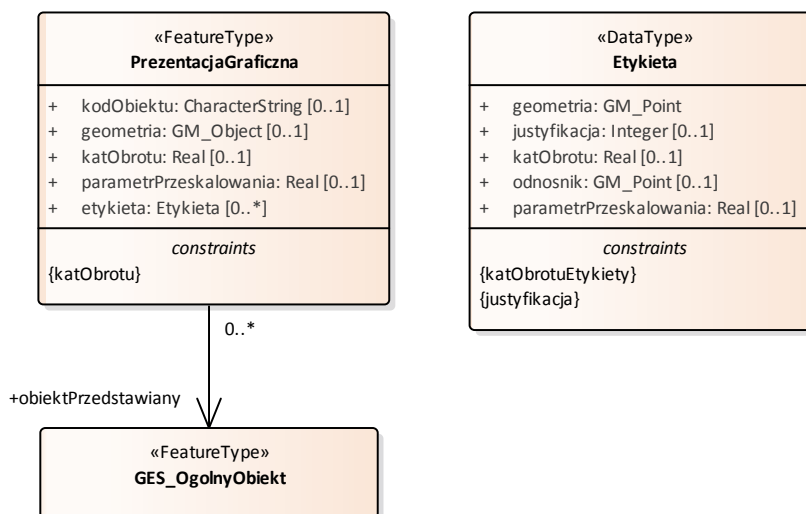 «FeatureType»
PrezentacjaGraficzna
+ kodObiektu: CharacterString [0..1]
+ geometria: GM_Object [0..1]
+ katObrotu: Real [0..1]
+ parametrPrzeskalowania: Real [0..1]
+ etykieta: Etykieta [0..*]
constraints
{katObrotu}
«DataType»
Etykieta
+ geometria: GM_Point
+ justyfikacja: Integer [0..1]
+ katObrotu: Real [0..1]
+ odnosnik: GM_Point [0..1]
+ parametrPrzeskalowania: Real [0..1]
constraints
{katObrotuEtykiety}
{justyfikacja}
0..*
+obiektPrzedstawiany
«FeatureType»
GES_OgolnyObiekt